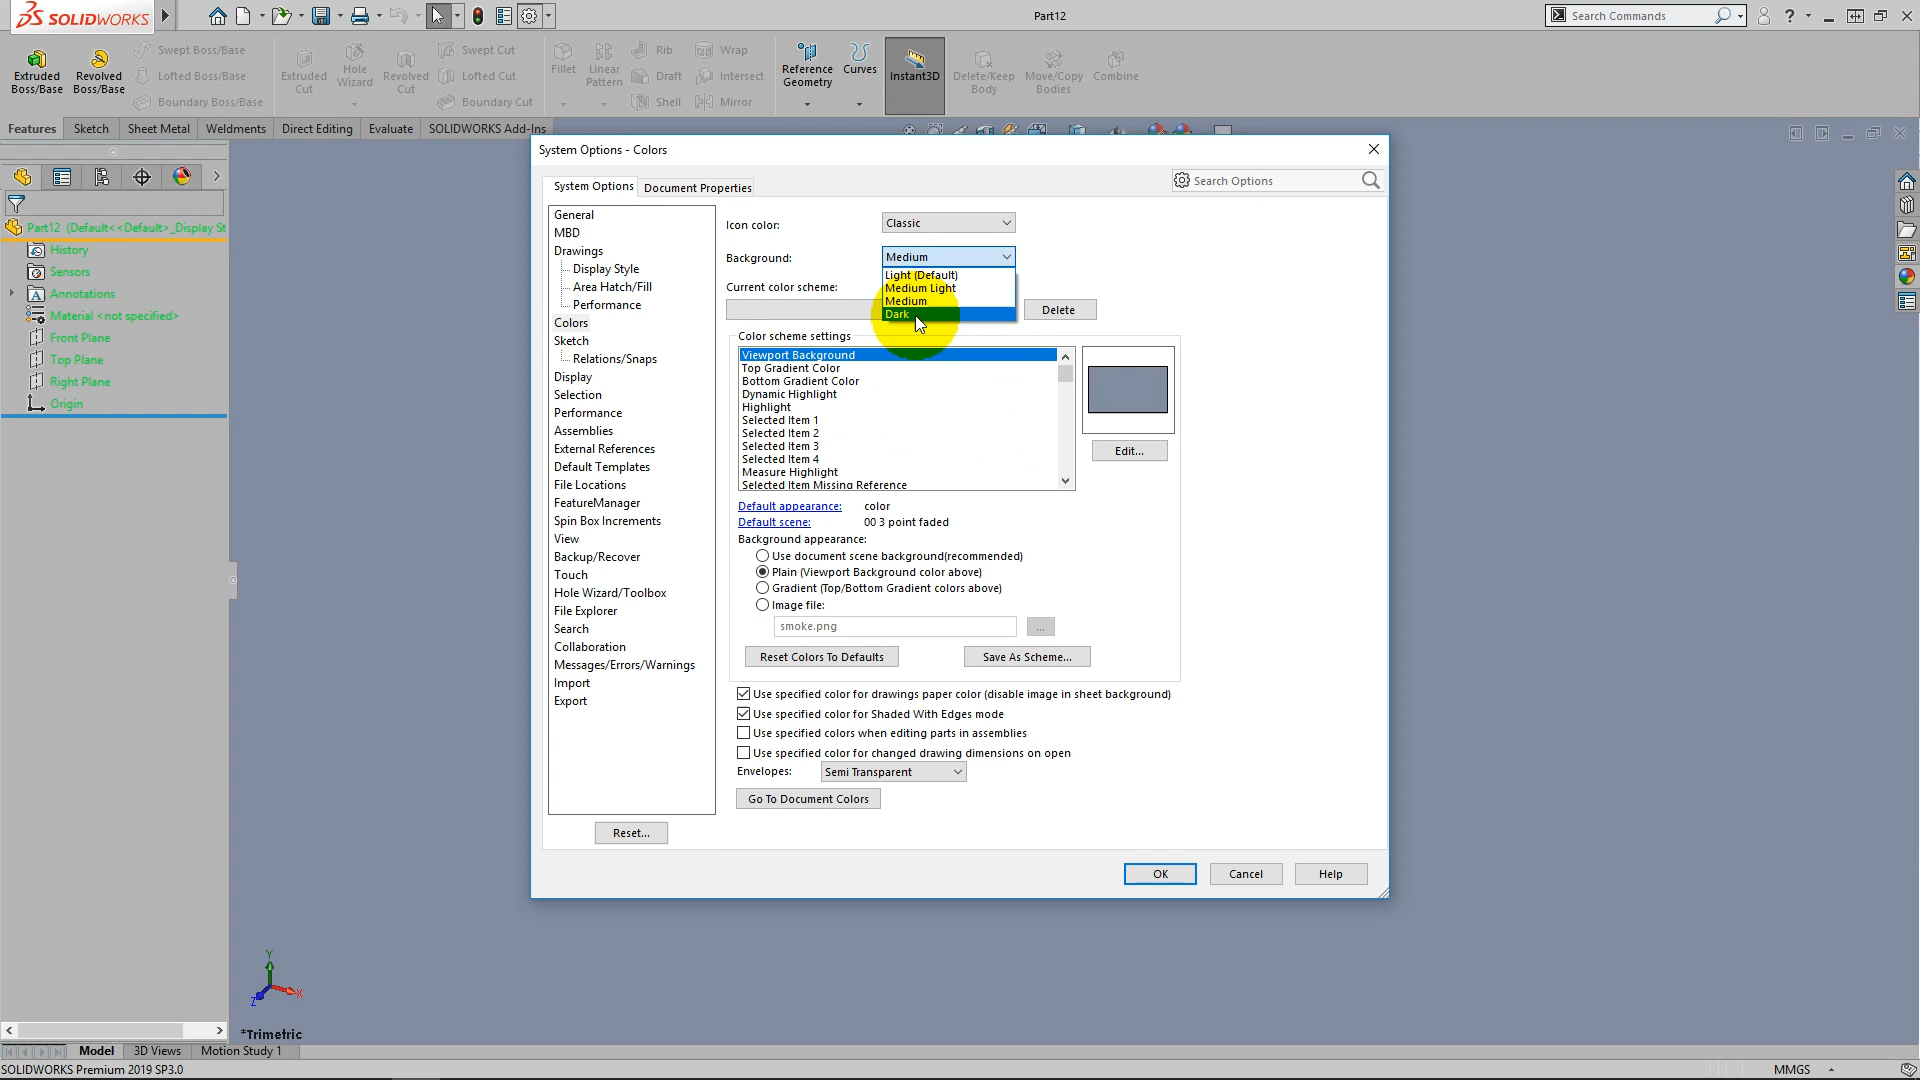 SOLIDWORKS
Part12
Search Commands
?
Extruded Boss/Base
Revolved Boss/Base
Swept Boss/Base
Lofted Boss/Base
Boundary Boss/Base
Extruded Cut
Hole Wizard
Revolved Cut
Swept Cut
Lofted Cut
Boundary Cut
Fillet
Linear Pattern
Rib
Draft
Shell
Wrap
Intersect
Mirror
Reference Geometry
Curves
Instant3D
Delete/Keep Body
Move/Copy Bodies
Combine
Features
Sketch
Sheet Metal
Weldments
Direct Editing
Evaluate
SOLIDWORKS Add-Ins
Part12 (Default<<Default>_Display St
History
Sensors
Annotations
Material <not specified>
Front Plane
Top Plane
Right Plane
Origin
System Options - Colors
System Options
Document Properties
Search Options
General
MBD
Drawings
Display Style
Area Hatch/Fill
Performance
Colors
Sketch
Relations/Snaps
Display
Selection
Performance
Assemblies
External References
Default Templates
File Locations
FeatureManager
Spin Box Increments
View
Backup/Recover
Touch
Hole Wizard/Toolbox
File Explorer
Search
Collaboration
Messages/Errors/Warnings
Import
Export
Reset...
Icon color:
Classic
Background:
Medium
Light (Default)
Medium Light
Medium
Dark
Current color scheme:
Delete
Color scheme settings
Viewport Background
Top Gradient Color
Bottom Gradient Color
Dynamic Highlight
Highlight
Selected Item 1
Selected Item 2
Selected Item 3
Selected Item 4
Measure Highlight
Selected Item Missing Reference
Edit...
Default appearance: color
Default scene: 00 3 point faded
Background appearance:
Use document scene background(recommended)
Plain (Viewport Background color above)
Gradient (Top/Bottom Gradient colors above)
Image file:
smoke.png
...
Reset Colors To Defaults
Save As Scheme...
Use specified color for drawings paper color (disable image in sheet background)
Use specified color for Shaded With Edges mode
Use specified colors when editing parts in assemblies
Use specified color for changed drawing dimensions on open
Envelopes:
Semi Transparent
Go To Document Colors
OK
Cancel
Help
Y
X
Z
*Trimetric
Model
3D Views
Motion Study 1
SOLIDWORKS Premium 2019 SP3.0
MMGS